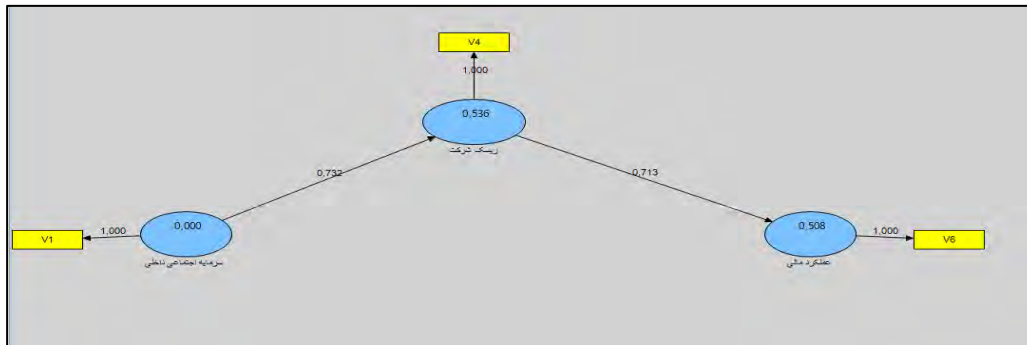 V4
1,000
0,536
ریسک شرکت
0,732
0,713
V1
1,000
0,000
سرمایه اجتماعی داخلی
0,508
عملکرد مالی
1,000
V6